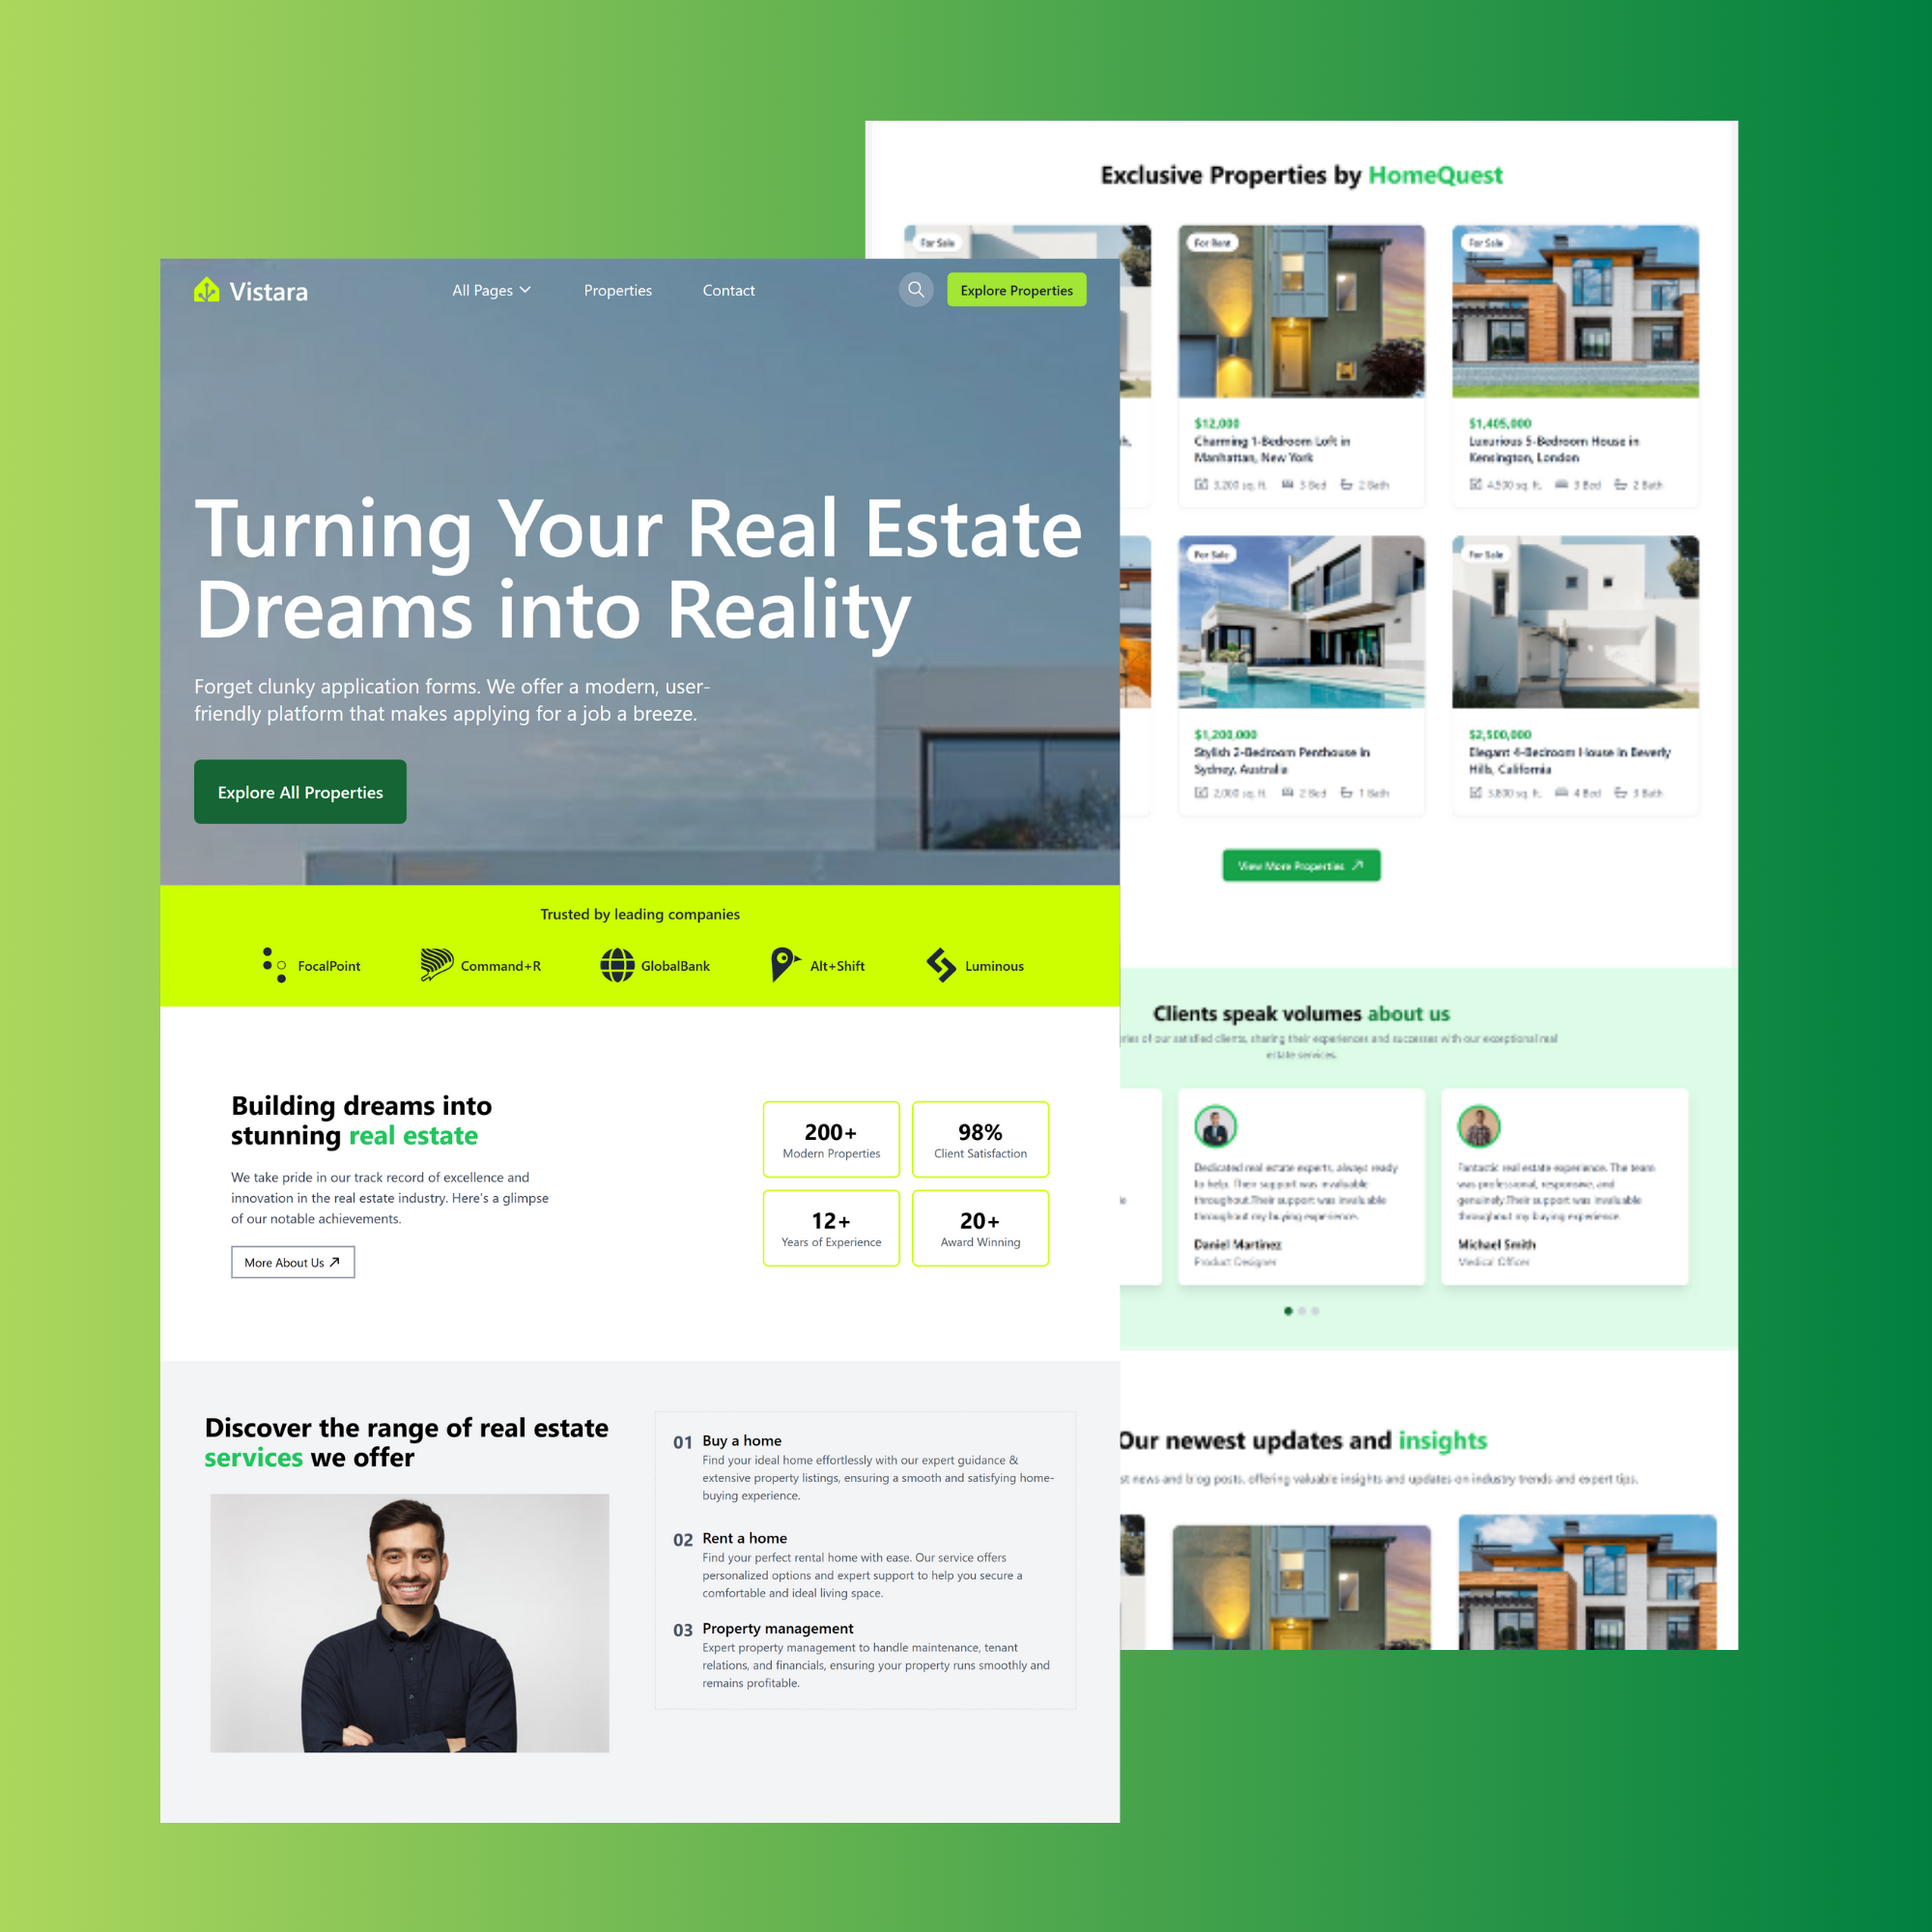 Vistara
All Pages
Properties
Contact
Explore Properties
Turning Your Real Estate
Dreams into Reality
Forget clunky application forms. We offer a modern, user-
friendly platform that makes applying for a job a breeze.
Explore All Properties
Trusted by leading companies
FocalPoint
Command+R
GlobalBank
Alt+Shift
Luminous
Building dreams into
stunning real estate
We take pride in our track record of excellence and
innovation in the real estate industry. Here's a glimpse
of our notable achievements.
More About Us
200+
Modern Properties
98%
Client Satisfaction
12+
Years of Experience
20+
Award Winning
Discover the range of real estate
services we offer
01 Buy a home
Find your ideal home effortlessly with our expert guidance &
extensive property listings, ensuring a smooth and satisfying home-
buying experience.
02 Rent a home
Find your perfect rental home with ease. Our service offers
personalized options and expert support to help you secure a
comfortable and ideal living space.
03 Property management
Expert property management to handle maintenance, tenant
relations, and financials, ensuring your property runs smoothly and
remains profitable.
Exclusive Properties by HomeQuest
For Sale
For Rent
For Sale
$12,000
Charming 1-Bedroom Loft in
Manhattan, New York
3,200 sq. ft. 3 Bed 2 Bath
$1,405,000
Luxurious 5-Bedroom House in
Kensington, London
4,500 sq. ft. 3 Bed 2 Bath
For Sale
For Sale
$1,200,000
Stylish 2-Bedroom Penthouse in
Sydney, Australia
2,000 sq. ft. 2 Bed 1 Bath
$2,500,000
Elegant 4-Bedroom House in Beverly
Hills, California
3,800 sq. ft. 4 Bed 3 Bath
View More Properties
Clients speak volumes about us
of our satisfied clients, sharing their experiences and successes with our exceptional real
estate services.
Dedicated real estate experts, always ready
to help. Their support was invaluable
throughout.Their support was invaluable
throughout my buying experience.
Daniel Martinez
Product Designer
Fantastic real estate experience. The team
was professional, responsive, and
genuinely.Their support was invaluable
throughout my buying experience.
Michael Smith
Medical Officer
Our newest updates and insights
news and blog posts, offering valuable insights and updates on industry trends and expert tips.